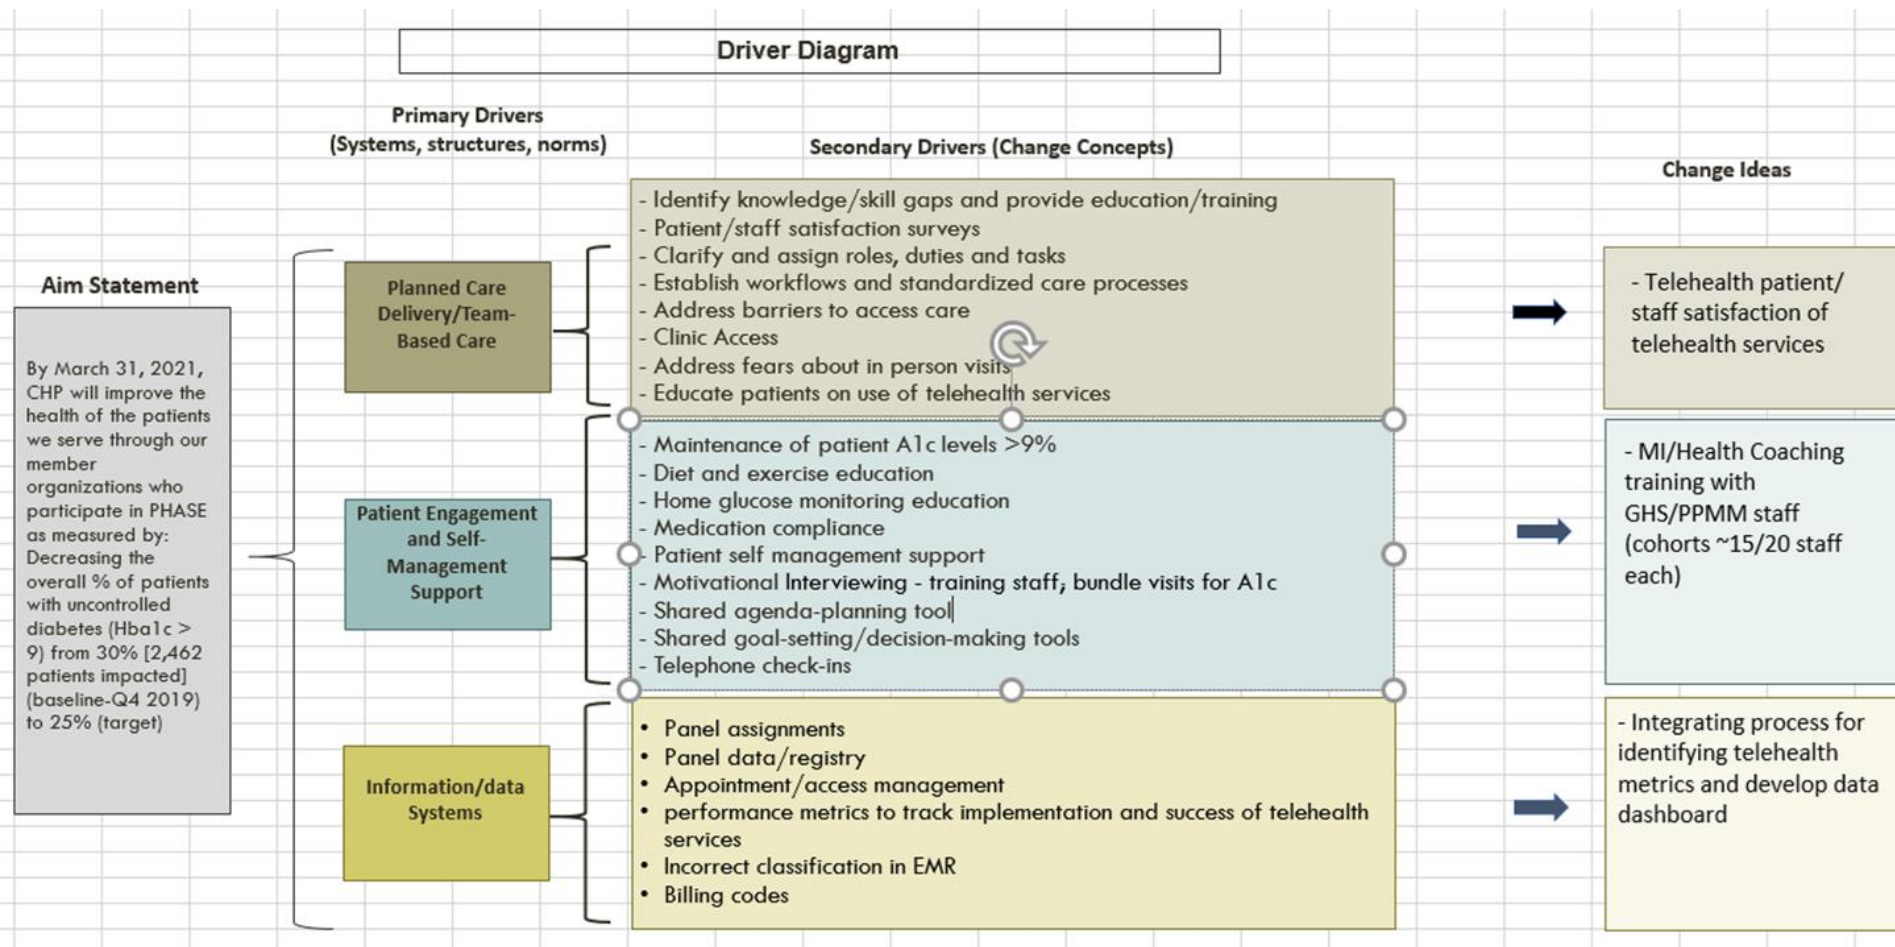 Driver Diagram
Primary Drivers
(Systems, structures, norms)
Secondary Drivers (Change Concepts)
Change Ideas
Aim Statement
By March 31, 2021,
CHP will improve the
health of the patients
we serve through our
member
organizations who
participate in PHASE
as measured by:
Decreasing the
overall % of patients
with uncontrolled
diabetes (Hba1c >
9) from 30% [2,462
patients impacted]
(baseline-Q4 2019)
to 25% (target)
Planned Care
Delivery/Team-
Based Care
- Identify knowledge/skill gaps and provide education/training
- Patient/staff satisfaction surveys
- Clarify and assign roles, duties and tasks
- Establish workflows and standardized care processes
- Address barriers to access care
- Clinic Access
- Address fears about in person visits
- Educate patients on use of telehealth services
- Telehealth patient/
staff satisfaction of
telehealth services
Patient Engagement
and Self-
Management
Support
- Maintenance of patient A1c levels >9%
- Diet and exercise education
- Home glucose monitoring education
- Medication compliance
- Patient self management support
- Motivational Interviewing - training staff; bundle visits for A1c
- Shared agenda-planning tool
- Shared goal-setting/decision-making tools
- Telephone check-ins
- MI/Health Coaching
training with
GHS/PPMM staff
(cohorts ~15/20 staff
each)
Information/data
Systems
• Panel assignments
• Panel data/registry
• Appointment/access management
• performance metrics to track implementation and success of telehealth
services
• Incorrect classification in EMR
• Billing codes
- Integrating process for
identifying telehealth
metrics and develop data
dashboard